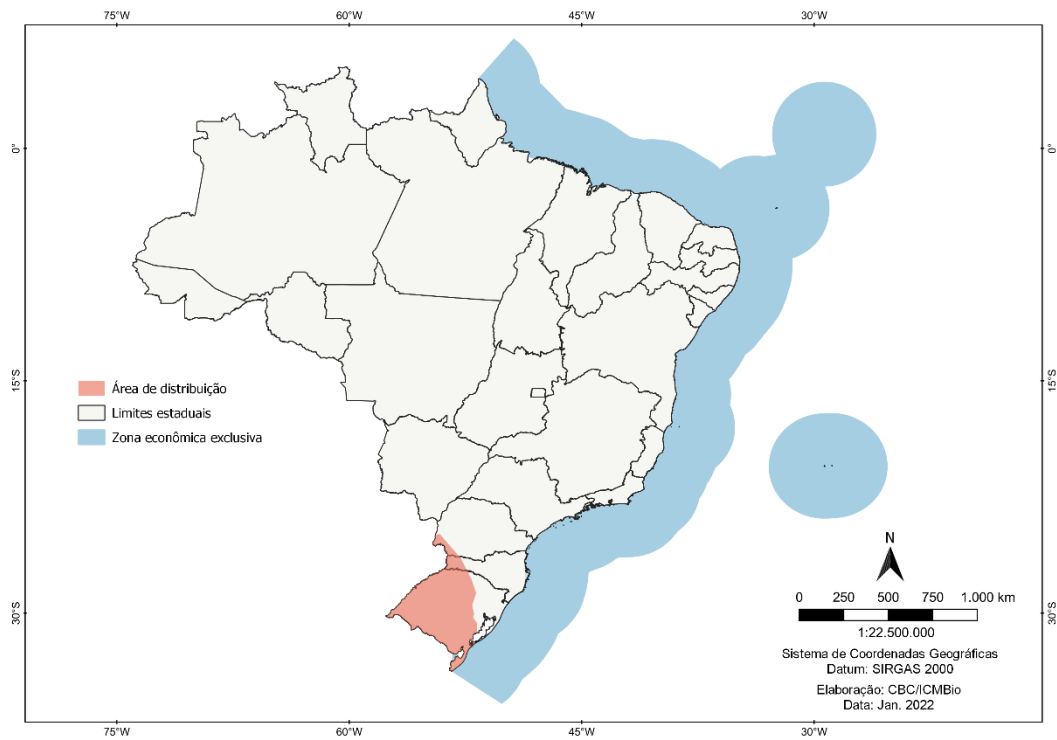 75°W 60°W 45°W 30°W
0° 0°
15°S 15°S
Área de distribuição
Limites estaduais
Zona econômica exclusiva
N
30°S 30°S
0 250 500 750 1.000 km
1:22.500.000
Sistema de Coordenadas Geográficas
Datum: SIRGAS 2000
Elaboração: CBC/ICMBio
Data: Jan. 2022
75°W 60°W 45°W 30°W